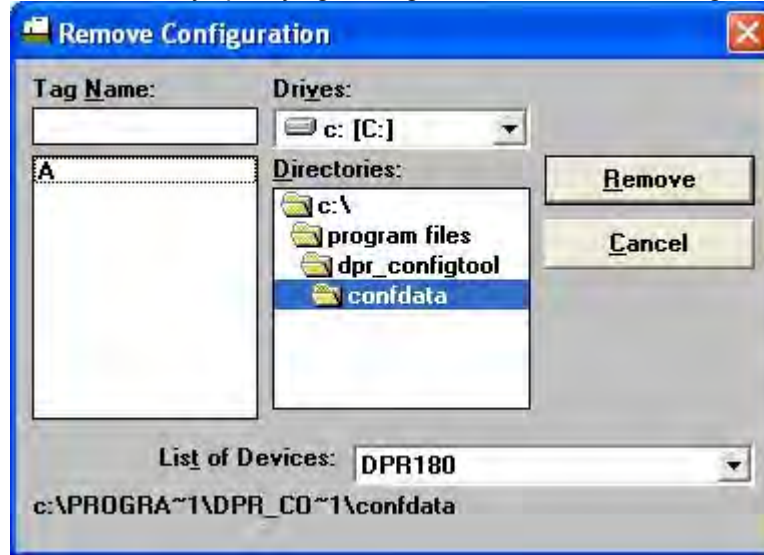 Remove Configuration
Tag Name:
Drives:
c: [C:]
A
Directories:
c:\
program files
dpr_configtool
confdata
Remove
Cancel
List of Devices:
DPR180
c:\PROGRA~1\DPR_CO~1\confdata